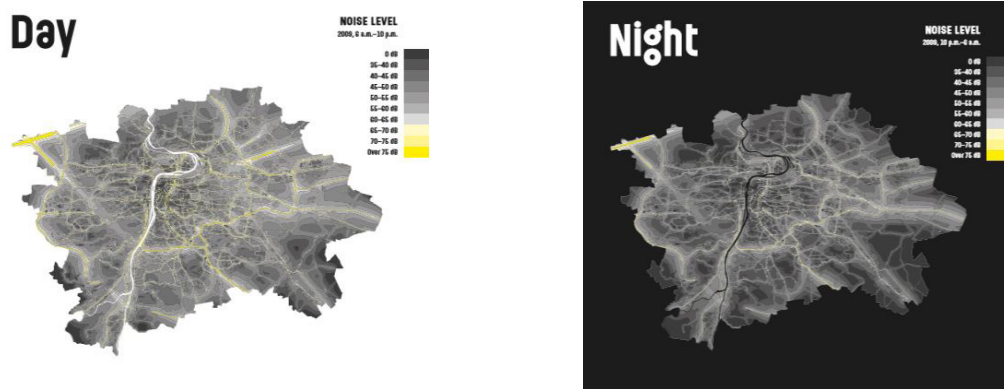 Day
NOISE LEVEL
2009, 6 a.m.–10 p.m.
0 dB
35–40 dB
40–45 dB
45–50 dB
50–55 dB
55–60 dB
60–65 dB
65–70 dB
70–75 dB
Over 75 dB
Night
NOISE LEVEL
2009, 10 p.m.–6 a.m.
0 dB
35–40 dB
40–45 dB
45–50 dB
50–55 dB
55–60 dB
60–65 dB
65–70 dB
70–75 dB
Over 75 dB